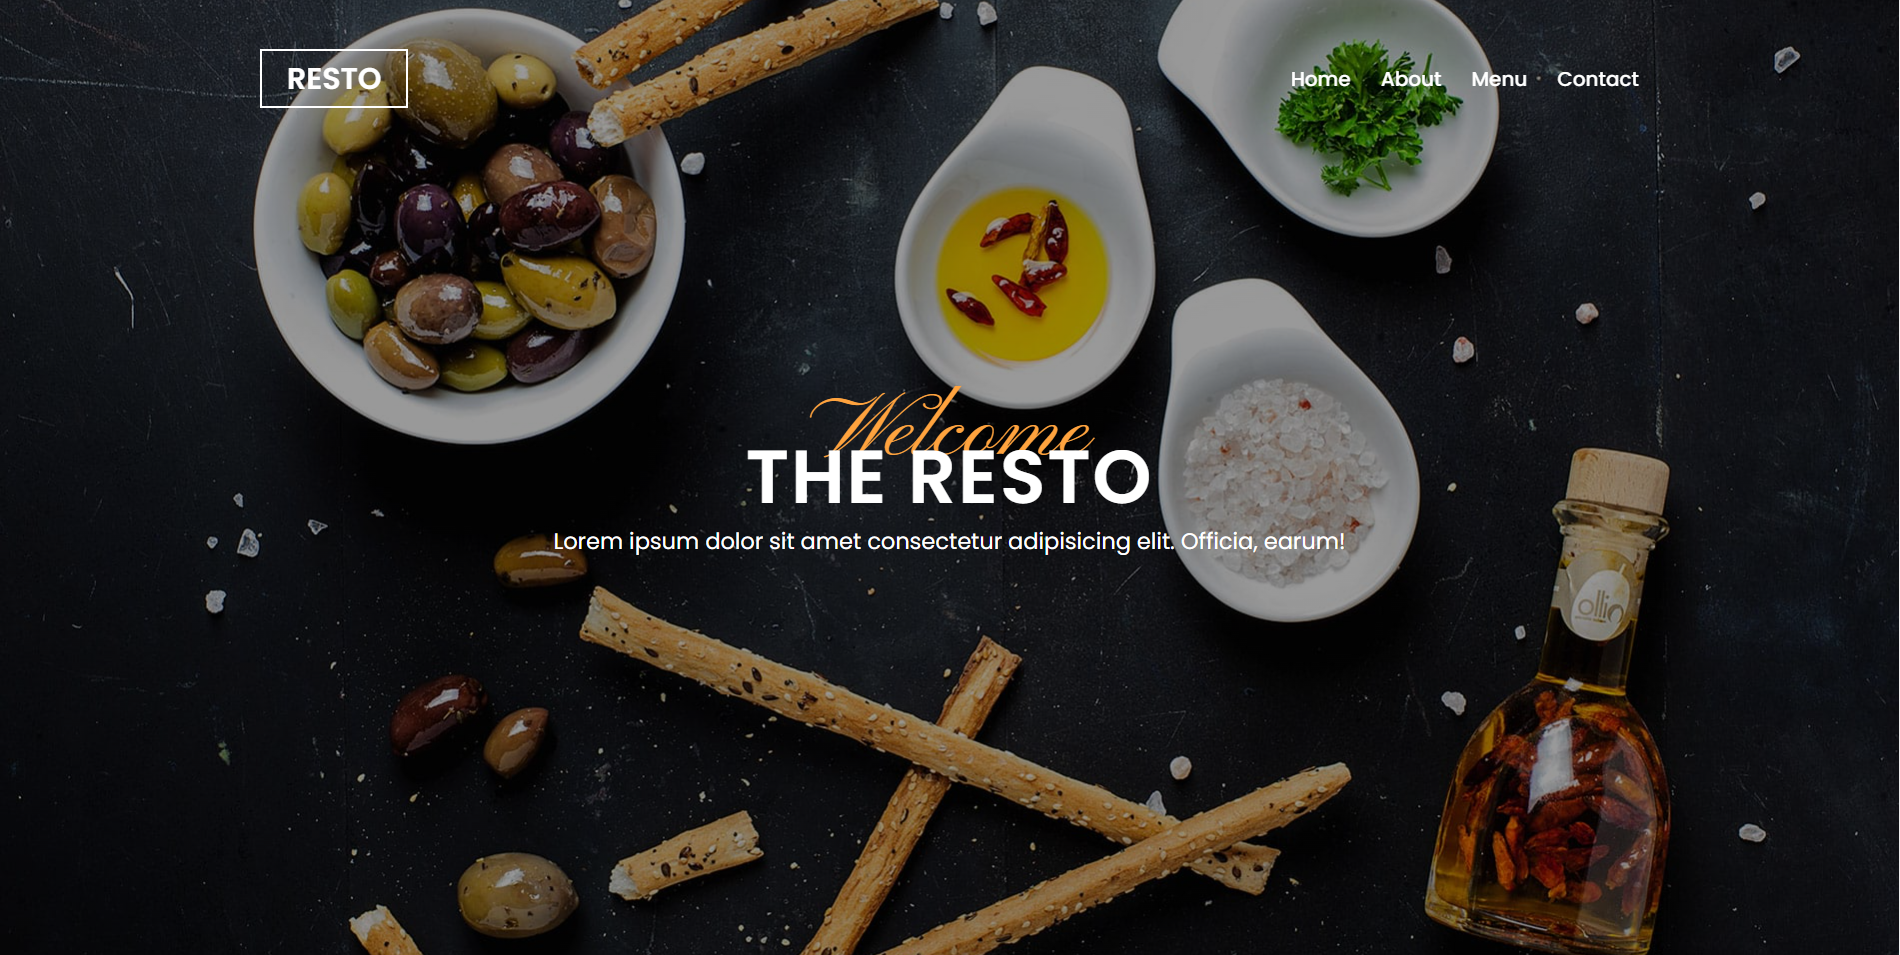 RESTO
Home About Menu Contact
Welcome
THE RESTO
Lorem ipsum dolor sit amet consectetur adipisicing elit. Officia, earum!
ollio